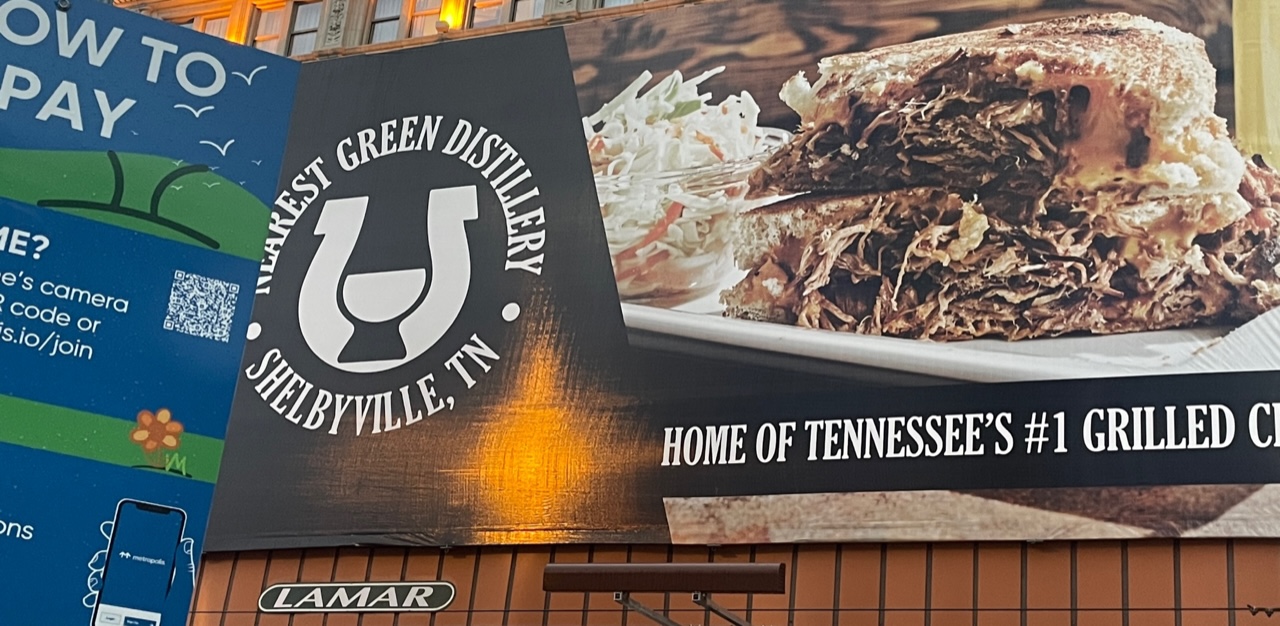 OW TO
PAY
ME?
e's camera
R code or
is.io/join
ons
metropolis
NEAREST GREEN DISTILLERY
• SHELBYVILLE, TN •
HOME OF TENNESSEE'S #1 GRILLED C
LAMAR